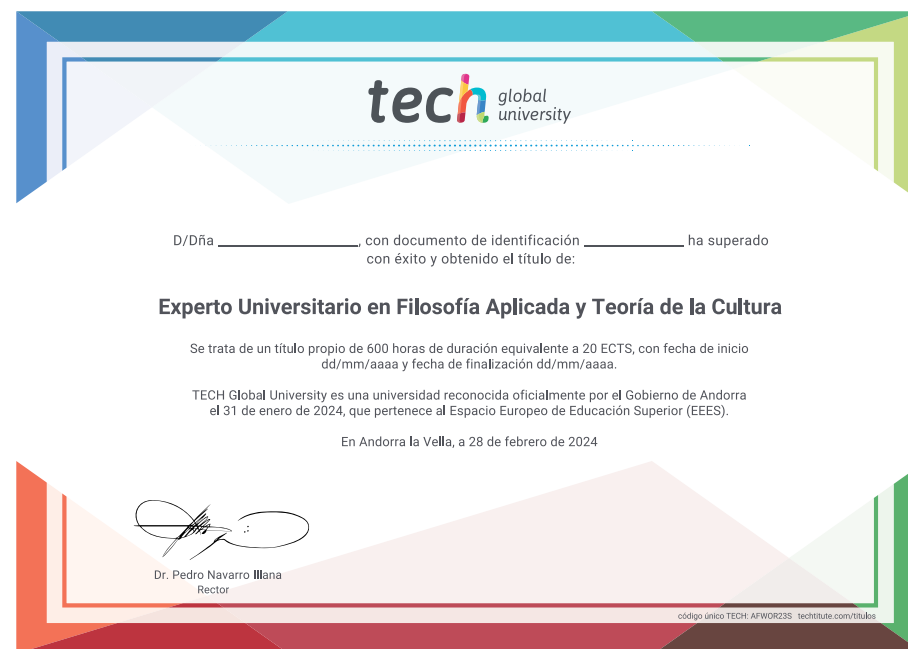 tech global
university
D/Dña ______________, con documento de identificación __________ ha superado
con éxito y obtenido el título de:
Experto Universitario en Filosofía Aplicada y Teoría de la Cultura
Se trata de un título propio de 600 horas de duración equivalente a 20 ECTS, con fecha de inicio
dd/mm/aaaa y fecha de finalización dd/mm/aaaa.
TECH Global University es una universidad reconocida oficialmente por el Gobierno de Andorra
el 31 de enero de 2024, que pertenece al Espacio Europeo de Educación Superior (EEES).
En Andorra la Vella, a 28 de febrero de 2024
Dr. Pedro Navarro Illana
Rector
código único TECH: AFWOR23S techtitute.com/titulos